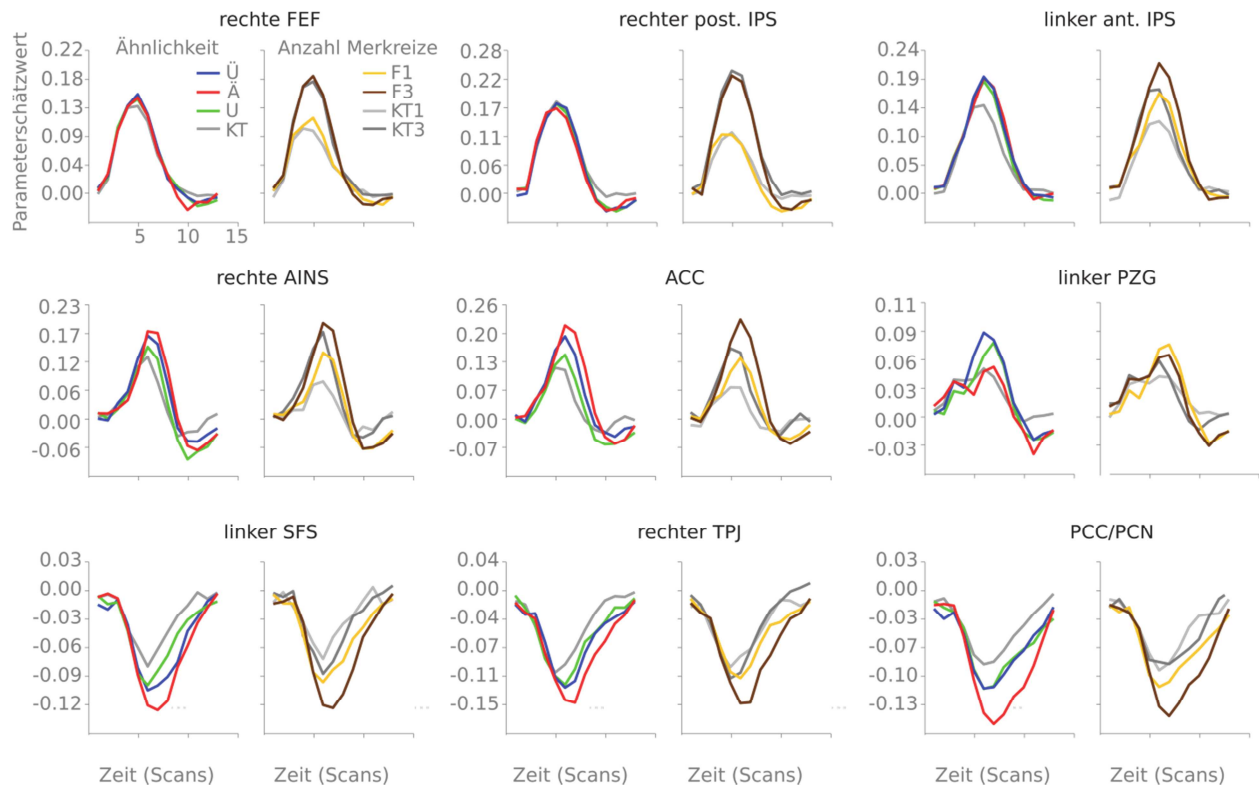 rechte FEF
rechter post. IPS
linker ant. IPS
Parameterschätzwert
0.22
0.18
0.13
0.09
0.04
0.00
Ähnlichkeit
Ü
Ä
U
KT
5 10 15
Anzahl Merkreize
F1
F3
KT1
KT3
0.28
0.22
0.17
0.11
0.06
0.00
0.24
0.19
0.14
0.10
0.05
0.00
rechte AINS
ACC
linker PZG
0.23
0.17
0.12
0.06
0.00
-0.06
0.26
0.20
0.13
0.07
0.00
-0.07
0.11
0.09
0.06
0.03
0.00
-0.03
linker SFS
rechter TPJ
PCC/PCN
0.03
0.00
-0.03
-0.06
-0.09
-0.12
0.04
0.00
-0.04
-0.07
-0.11
-0.15
0.03
0.00
-0.03
-0.07
-0.10
-0.13
Zeit (Scans)
Zeit (Scans)
Zeit (Scans)
Zeit (Scans)
Zeit (Scans)
Zeit (Scans)